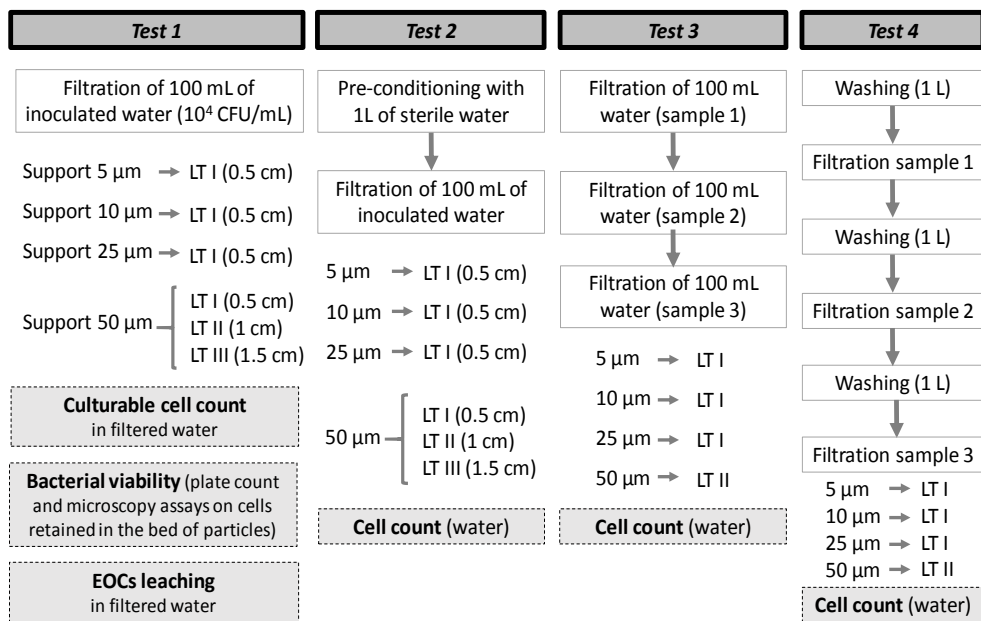 Test 1
Filtration of 100 mL of
inoculated water (10⁴ CFU/mL)
Support 5 µm → LT I (0.5 cm)
Support 10 µm → LT I (0.5 cm)
Support 25 µm → LT I (0.5 cm)
Support 50 µm
LT I (0.5 cm)
LT II (1 cm)
LT III (1.5 cm)
Culturable cell count
in filtered water
Bacterial viability (plate count
and microscopy assays on cells
retained in the bed of particles)
EOCs leaching
in filtered water
Test 2
Pre-conditioning with
1L of sterile water
Filtration of 100 mL of
inoculated water
5 µm → LT I (0.5 cm)
10 µm → LT I (0.5 cm)
25 µm → LT I (0.5 cm)
50 µm
LT I (0.5 cm)
LT II (1 cm)
LT III (1.5 cm)
Cell count (water)
Test 3
Filtration of 100 mL
water (sample 1)
Filtration of 100 mL
water (sample 2)
Filtration of 100 mL
water (sample 3)
5 µm → LT I
10 µm → LT I
25 µm → LT I
50 µm → LT II
Cell count (water)
Test 4
Washing (1 L)
Filtration sample 1
Washing (1 L)
Filtration sample 2
Washing (1 L)
Filtration sample 3
5 µm → LT I
10 µm → LT I
25 µm → LT I
50 µm → LT II
Cell count (water)